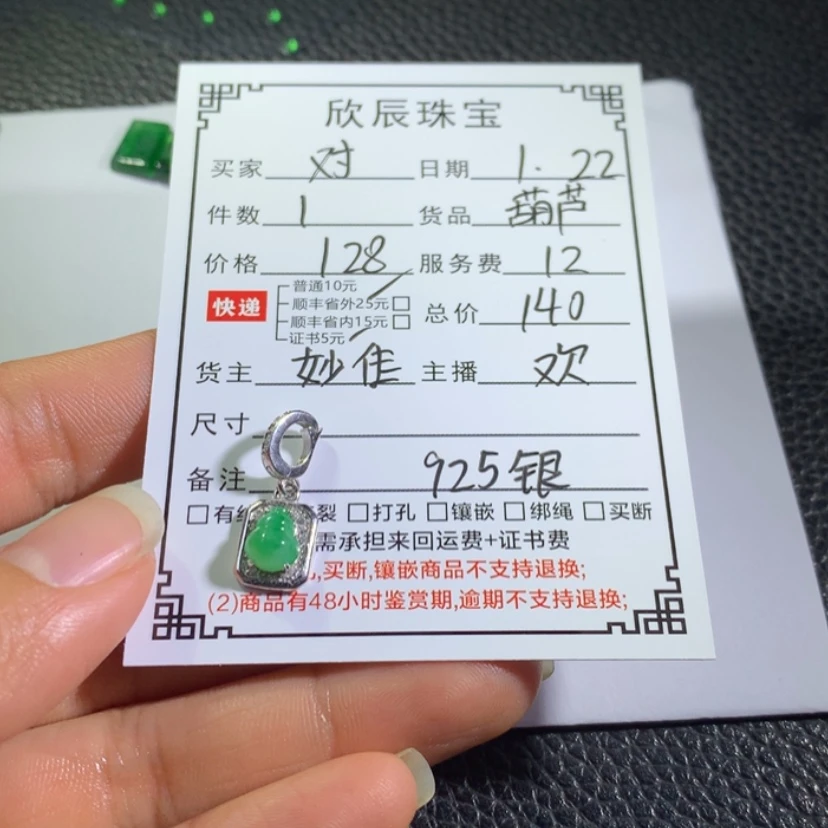 欣辰珠宝
买家 对 日期 1.22
件数 1 货品 葫芦
价格 128 服务费 12
快递
普通10元
顺丰省外25元
顺丰省内15元
证书5元
总价 140
货主 妙佳 主播 欢
尺寸
备注 925银
有 裂 打孔 镶嵌 绑绳 买断
需承担来回运费+证书费
,买断,镶嵌商品不支持退换;
(2)商品有48小时鉴赏期,逾期不支持退换;